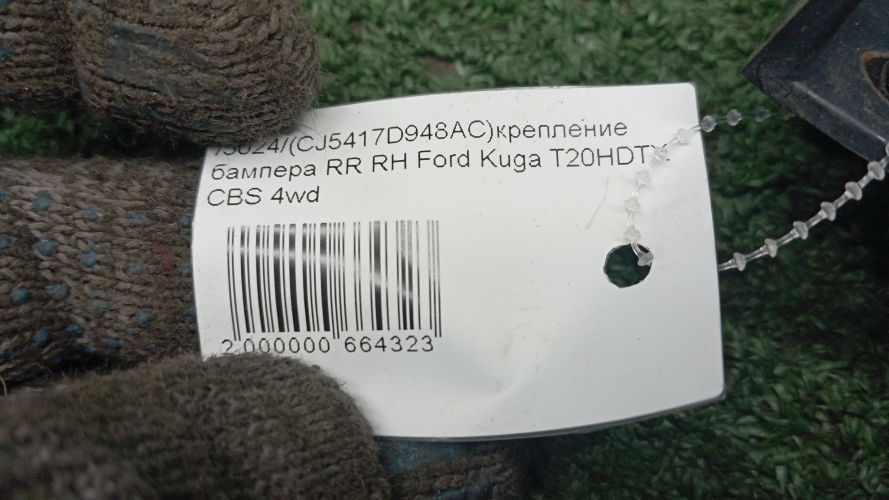 (CJ5417D948AC)крепление
бампера RR RH Ford Kuga T20HDTX
CBS 4wd
2 000000 664323